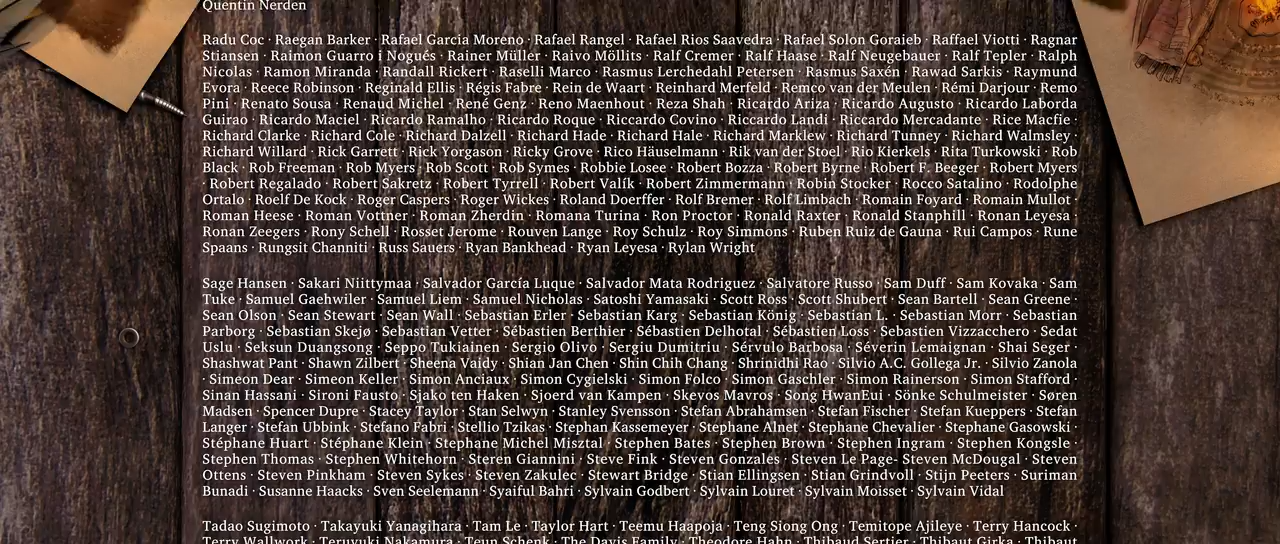 Quentin Nerden
Radu Coc · Raegan Barker · Rafael Garcia Moreno · Rafael Rangel · Rafael Rios Saavedra · Rafael Solon Goraieb · Raffael Viotti · Ragnar
Stiansen · Raimon Guarro i Nogués · Rainer Müller · Raivo Möllits · Ralf Cremer · Ralf Haase · Ralf Neugebauer · Ralf Tepler · Ralph
Nicolas · Ramon Miranda · Randall Rickert · Raselli Marco · Rasmus Lerchedahl Petersen · Rasmus Saxén · Rawad Sarkis · Raymund
Evora · Reece Robinson · Reginald Ellis · Régis Fabre · Rein de Waart · Reinhard Merfeld · Remco van der Meulen · Rémi Darjour · Remo
Pini · Renato Sousa · Renaud Michel · René Genz · Reno Maenhout · Reza Shah · Ricardo Ariza · Ricardo Augusto · Ricardo Laborda
Guirao · Ricardo Maciel · Ricardo Ramalho · Ricardo Roque · Riccardo Covino · Riccardo Landi · Riccardo Mercadante · Rice Macfie ·
Richard Clarke · Richard Cole · Richard Dalzell · Richard Hade · Richard Hale · Richard Marklew · Richard Tunney · Richard Walmsley ·
Richard Willard · Rick Garrett · Rick Yorgason · Ricky Grove · Rico Häuselmann · Rik van der Stoel · Rio Kierkels · Rita Turkowski · Rob
Black · Rob Freeman · Rob Myers · Rob Scott · Rob Symes · Robbie Losee · Robert Bozza · Robert Byrne · Robert F. Beeger · Robert Myers
· Robert Regalado · Robert Sakretz · Robert Tyrrell · Robert Valík · Robert Zimmermann · Robin Stocker · Rocco Satalino · Rodolphe
Ortalo · Roelf De Kock · Roger Caspers · Roger Wickes · Roland Doerffer · Rolf Bremer · Rolf Limbach · Romain Foyard · Romain Mullot ·
Roman Heese · Roman Vottner · Roman Zherdin · Romana Turina · Ron Proctor · Ronald Raxter · Ronald Stanphill · Ronan Leyesa ·
Ronan Zeegers · Rony Schell · Rosset Jerome · Rouven Lange · Roy Schulz · Roy Simmons · Ruben Ruiz de Gauna · Rui Campos · Rune
Spaans · Rungsit Channiti · Russ Sauers · Ryan Bankhead · Ryan Leyesa · Rylan Wright
Sage Hansen · Sakari Niittymaa · Salvador García Luque · Salvador Mata Rodriguez · Salvatore Russo · Sam Duff · Sam Kovaka · Sam
Tuke · Samuel Gaehwiler · Samuel Liem · Samuel Nicholas · Satoshi Yamasaki · Scott Ross · Scott Shubert · Sean Bartell · Sean Greene ·
Sean Olson · Sean Stewart · Sean Wall · Sebastian Erler · Sebastian Karg · Sebastian König · Sebastian L. · Sebastian Morr · Sebastian
Parborg · Sebastian Skejø · Sebastian Vetter · Sébastien Berthier · Sébastien Delhotal · Sébastien Loss · Sebastien Vizzacchero · Sedat
Uslu · Seksun Duangsong · Seppo Tukiainen · Sergio Olivo · Sergiu Dumitriu · Sérvulo Barbosa · Séverin Lemaignan · Shai Seger ·
Shashwat Pant · Shawn Zilbert · Sheena Vaidy · Shian Jan Chen · Shin Chih Chang · Shrinidhi Rao · Silvio A.C. Gollega Jr. · Silvio Zanola
· Simeon Dear · Simeon Keller · Simon Anciaux · Simon Cygielski · Simon Folco · Simon Gaschler · Simon Rainerson · Simon Stafford ·
Sinan Hassani · Sironi Fausto · Sjako ten Haken · Sjoerd van Kampen · Skevos Mavros · Song HwanEui · Sönke Schulmeister · Søren
Madsen · Spencer Dupre · Stacey Taylor · Stan Selwyn · Stanley Svensson · Stefan Abrahamsen · Stefan Fischer · Stefan Kueppers · Stefan
Langer · Stefan Ubbink · Stefano Fabri · Stellio Tzikas · Stephan Kassemeyer · Stephane Alnet · Stephane Chevalier · Stephane Gasowski ·
Stéphane Huart · Stéphane Klein · Stephane Michel Misztal · Stephen Bates · Stephen Brown · Stephen Ingram · Stephen Kongsle ·
Stephen Thomas · Stephen Whitehorn · Steren Giannini · Steve Fink · Steven Gonzales · Steven Le Page- Steven McDougal · Steven
Ottens · Steven Pinkham · Steven Sykes · Steven Zakulec · Stewart Bridge · Stian Ellingsen · Stian Grindvoll · Stijn Peeters · Suriman
Bunadi · Susanne Haacks · Sven Seelemann · Syaiful Bahri · Sylvain Godbert · Sylvain Louret · Sylvain Moisset · Sylvain Vidal
Tadao Sugimoto · Takayuki Yanagihara · Tam Le · Taylor Hart · Teemu Haapoja · Teng Siong Ong · Temitope Ajileye · Terry Hancock ·
Terry Wallwork · Teruyuki Nakamura · Teun Schenk · The Davis Family · Theodore Hahn · Thibaud Sertier · Thibaut Girka · Thibaut